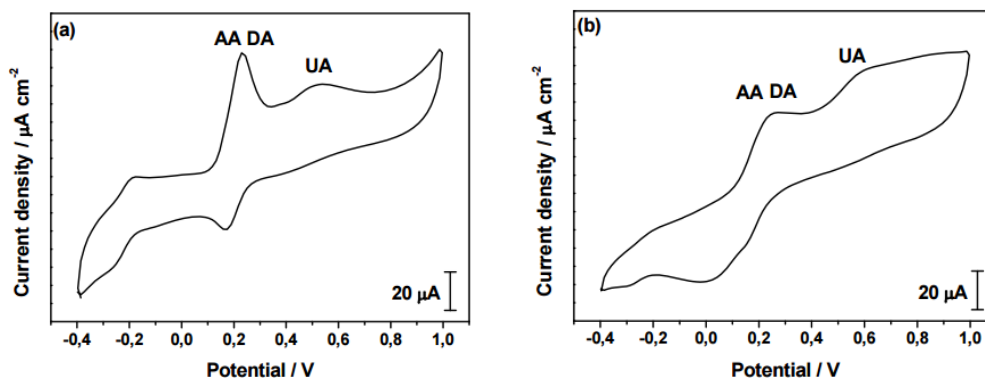 (a)
AA DA
UA
Current density / µA cm-2
20 µA
-0,4 -0,2 0,0 0,2 0,4 0,6 0,8 1,0
Potential / V
(b)
UA
AA DA
Current density / µA cm-2
20 µA
-0,4 -0,2 0,0 0,2 0,4 0,6 0,8 1,0
Potential / V